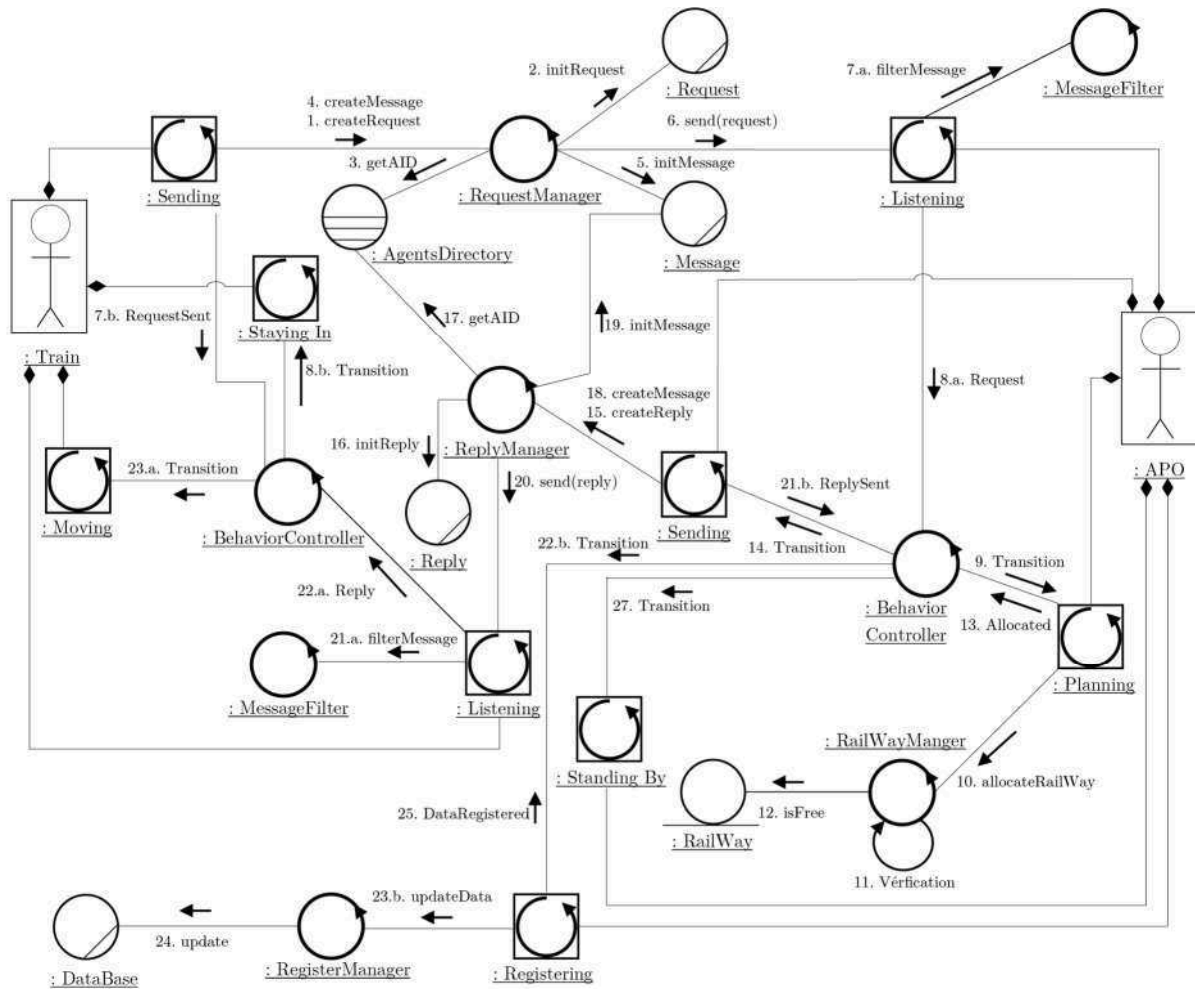 2. initRequest
: Request
7.a. filterMessage
: MessageFilter
4. createMessage
1. createRequest
6. send(request)
3. getAID
5. initMessage
: Sending
: RequestManager
: Listening
: AgentsDirectory
: Message
7.b. RequestSent
: Staying In
17. getAID
19. initMessage
: Train
8.b. Transition
8.a. Request
18. createMessage
15. createReply
16. initReply
: ReplyManager
23.a. Transition
20. send(reply)
21.b. ReplySent
: APO
: Moving
: BehaviorController
: Reply
: Sending
14. Transition
22.b. Transition
9. Transition
22.a. Reply
27. Transition
: Behavior
Controller
13. Allocated
21.a. filterMessage
: MessageFilter
: Listening
: Planning
: RailWayManger
: Standing By
10. allocateRailWay
25. DataRegistered
12. isFree
: RailWay
11. Vérfication
23.b. updateData
24. update
: DataBase
: RegisterManager
: Registering